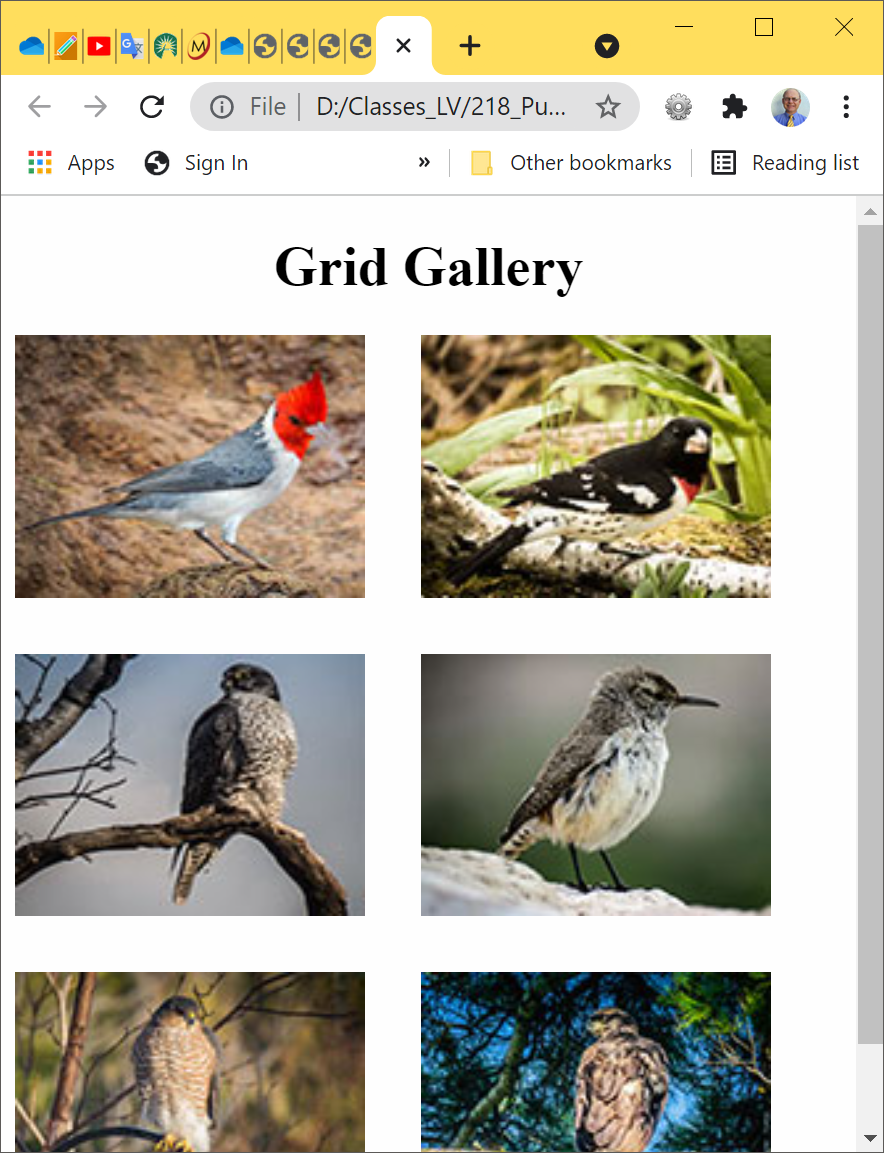 File | D:/Classes_LV/218_Pu...
Apps Sign In » Other bookmarks Reading list
Grid Gallery